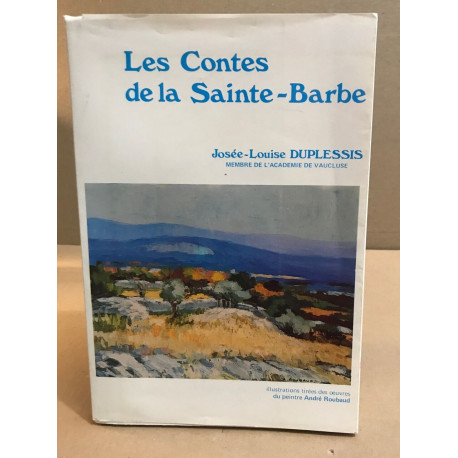 Les Contes
de la Sainte-Barbe
Josée-Louise DUPLESSIS
MEMBRE DE L'ACADEMIE DE VAUCLUSE
illustrations tirées des œuvres
du peintre André Roubaud